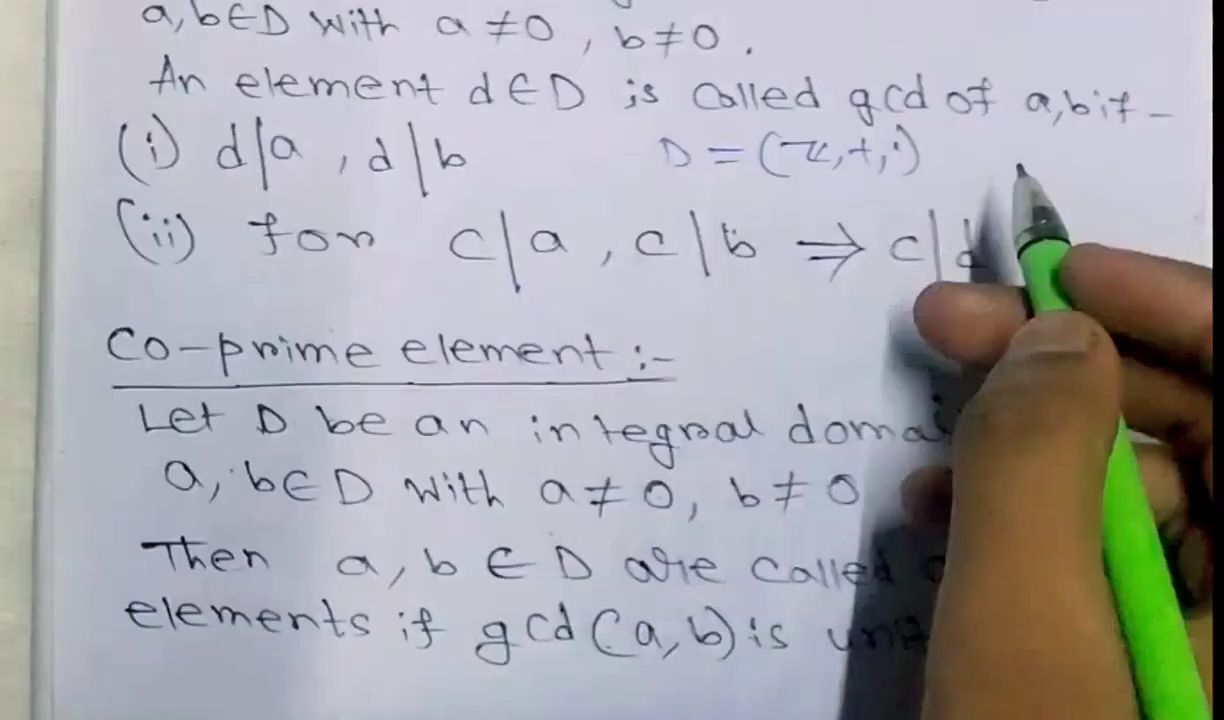 a, b ∈ D with a ≠ 0, b ≠ 0.
An element d ∈ D is called gcd of a, b if -
(i) d|a, d|b D = (ℤ, +, ·)
(ii) for c|a, c|b ⇒ c|d
Co-prime element :-
Let D be an integral
a, b ∈ D with a ≠ 0, b ≠ 0
Then a, b ∈ D are called
elements if gcd (a, b) is unit